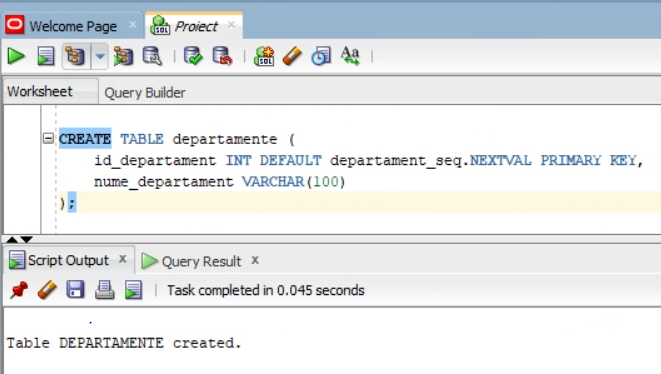 Welcome Page × Proiect ×
Worksheet Query Builder
CREATE TABLE departamente (
id_departament INT DEFAULT departament_seq.NEXTVAL PRIMARY KEY,
nume_departament VARCHAR(100)
);
Script Output x Query Result x
Task completed in 0.045 seconds
Table DEPARTAMENTE created.